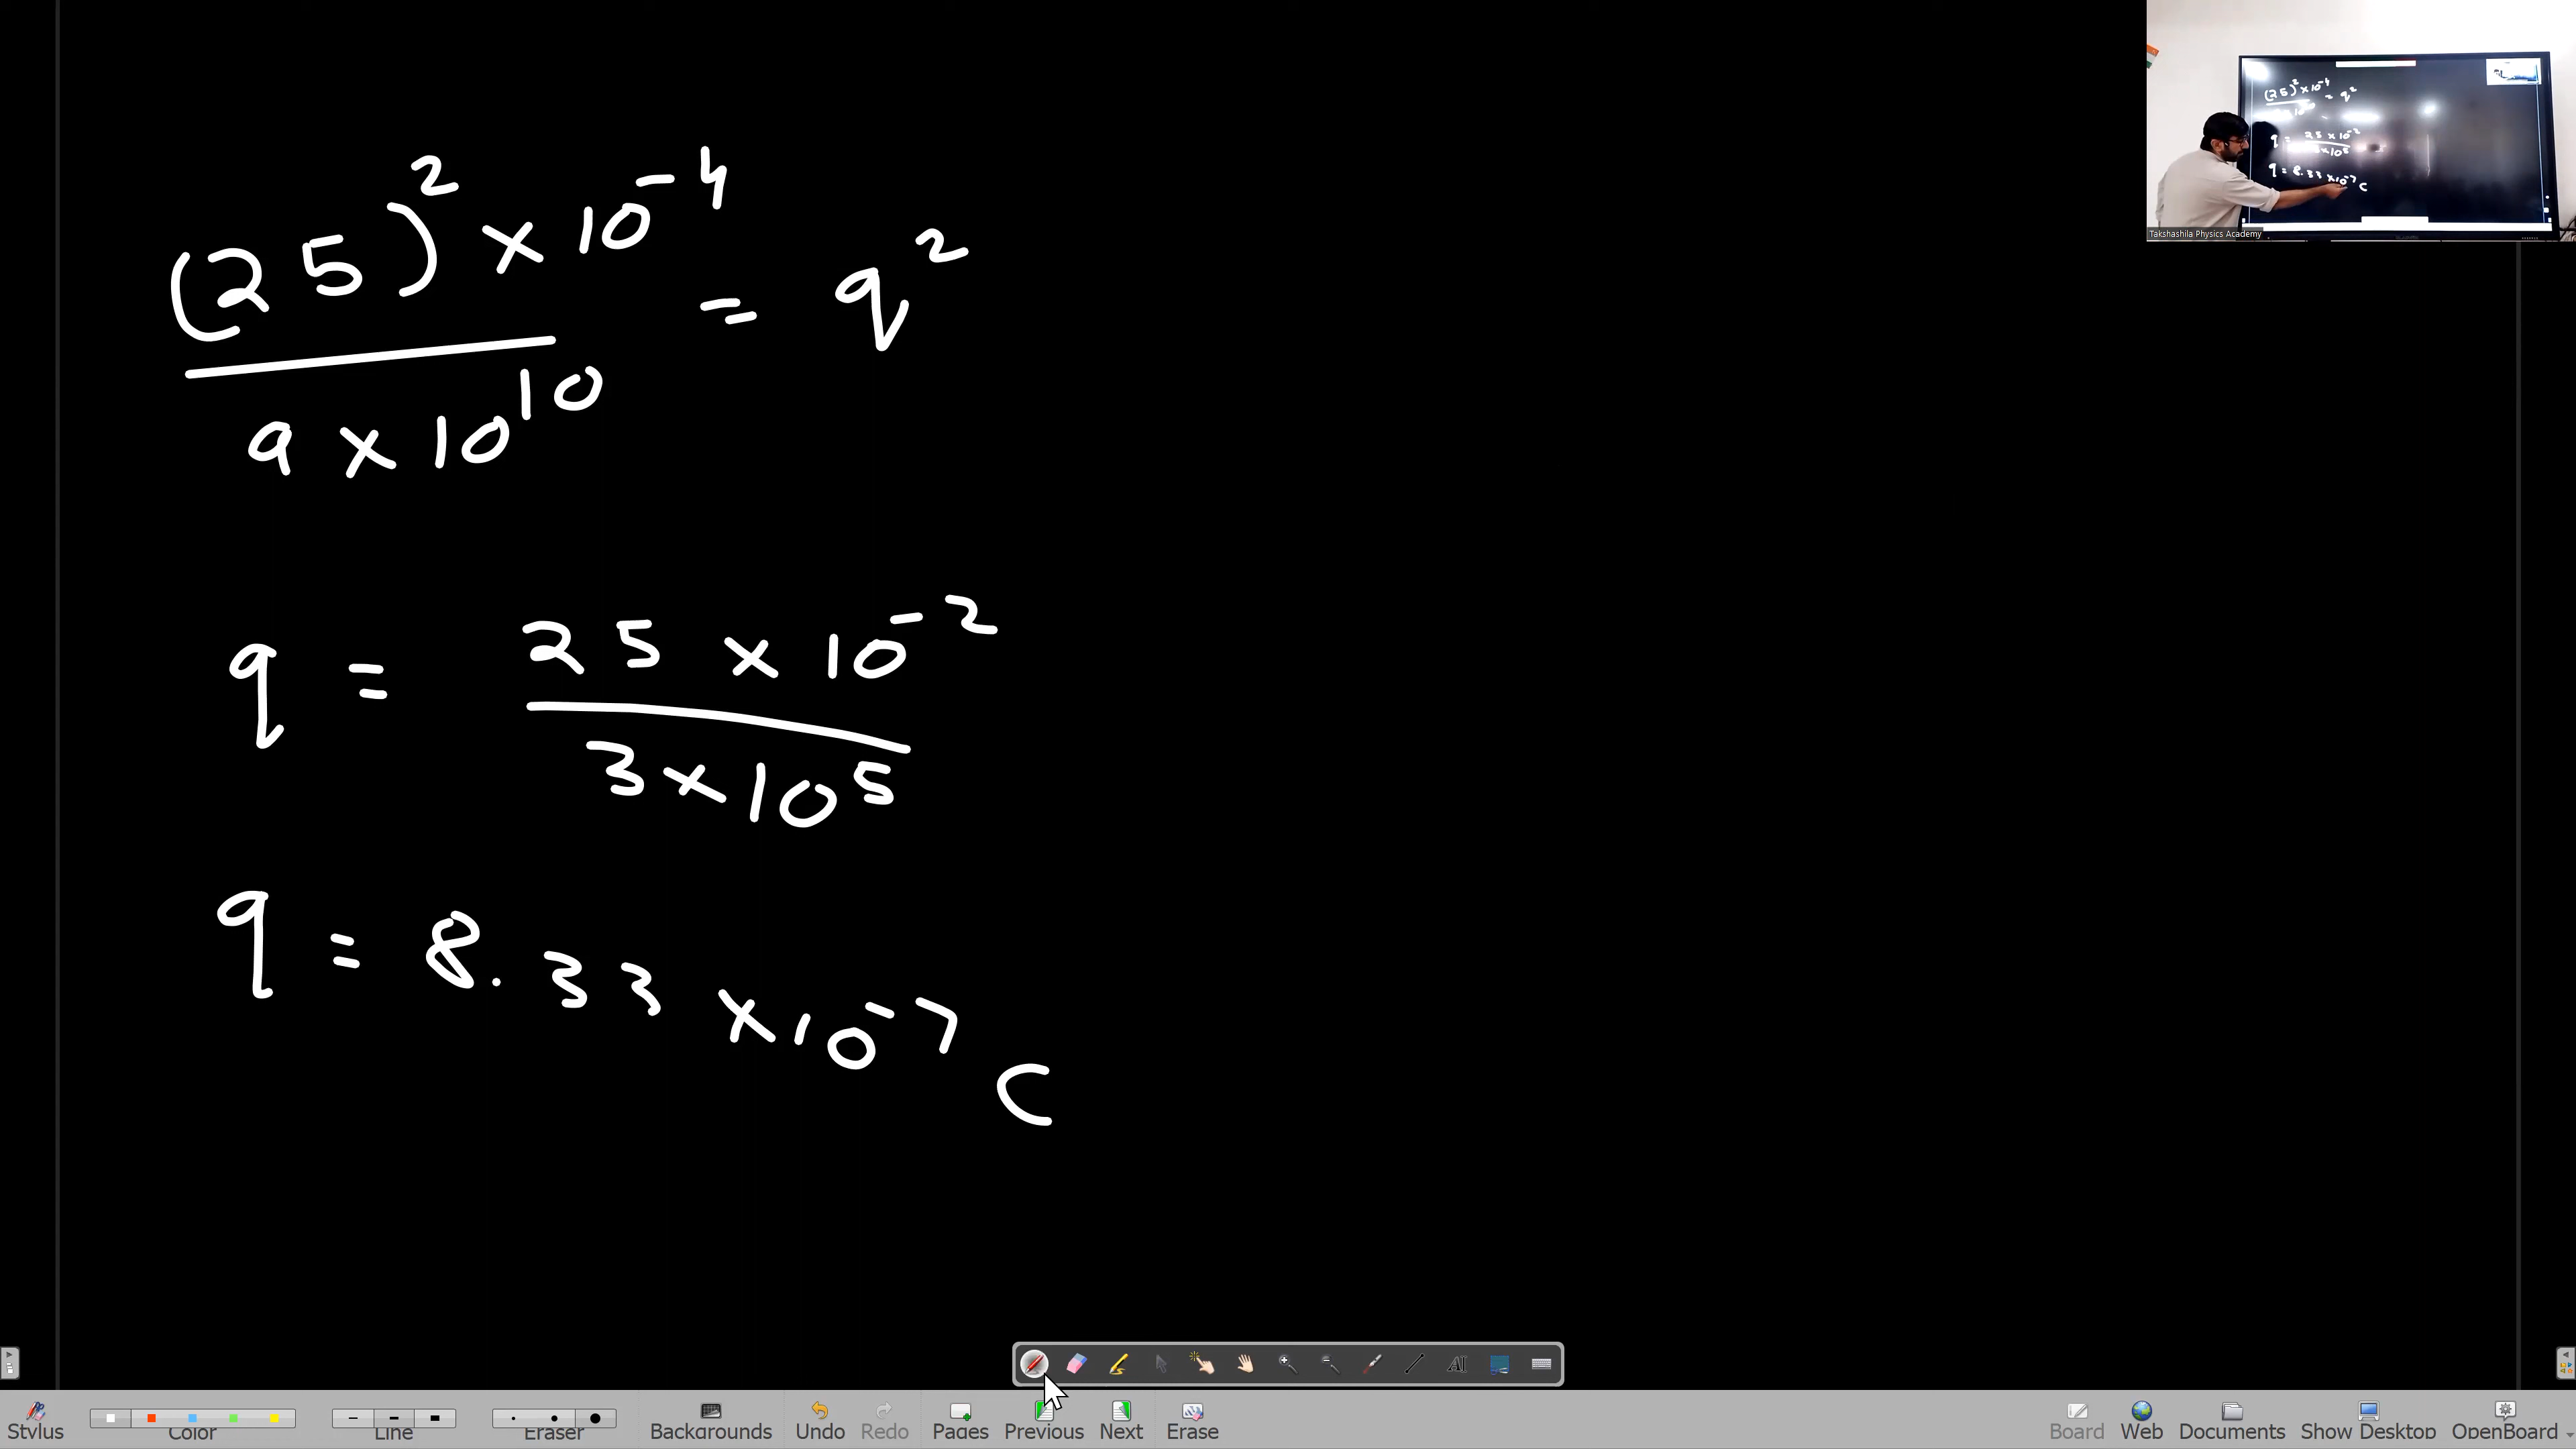 (25)² × 10⁻⁴ / 9 × 10¹⁰ = q²
q = 25 × 10⁻² / 3 × 10⁵
q = 8.33 × 10⁻⁷ C
Takshashila Physics Academy
Stylus Color Line Eraser Backgrounds Undo Redo Pages Previous Next Erase Board Web Documents Show Desktop OpenBoard